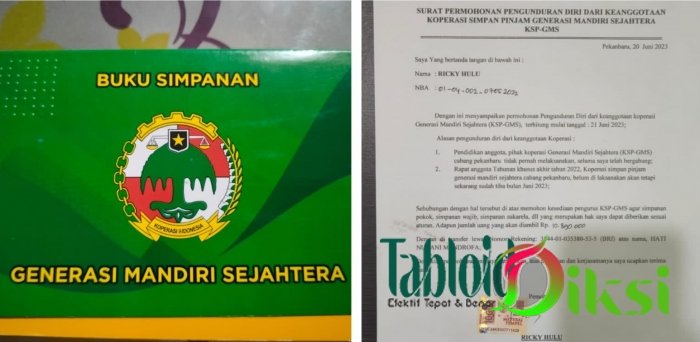 BUKU SIMPANAN
KOPERASI INDONESIA
GENERASI MANDIRI SEJAHTERA
SURAT PERMOHONAN PENGUNDURAN DIRI DARI KEANGGOTAAN
KOPERASI SIMPAN PINJAM GENERASI MANDIRI SEJAHTERA
KSP-GMS
Pekanbaru, 20 Juni 2023
Saya Yang bertanda tangan di bawah ini :
Nama : RICKY HULU
NBA :
Dengan ini menyampaikan permohonan Pengunduran Diri dari keanggotaan koperasi
Generasi Mandiri Sejahtera (KSP-GMS), terhitung mulai tanggal : 21 Juni 2023;
Alasan pengunduran diri dari keanggotaan Koperasi :
1. Pendidikan anggota, pihak koperasi Generasi Mandiri Sejahtera (KSP-GMS)
cabang pekanbaru tidak pernah melaksanakan, selama saya telah bergabung;
2. Rapat anggota Tahunan khusus akhir tahun 2022, Koperasi simpan pinjam
generasi mandiri sejahtera cabang pekanbaru, belum di laksanakan akan tetapi
sekarang sudah tiba bulan Juni 2023;
Sehubungan dengan hal tersebut di atas memohon kesediaan pengurus KSP-GMS agar simpanan
pokok, simpanan wajib, simpanan sukarela, dll yang merupakan hak saya dapat diberikan sesuai
aturan. Adapun jumlah uang yang akan diambil Rp.
Dengan di transfer lewat Nomor Rekening: (BRI) atas nama, HATI
MENDROFA
dan kerjasamanya saya ucapkan terima
Tabloid Diksi
Efektif Tepat & Benar
RICKY HULU